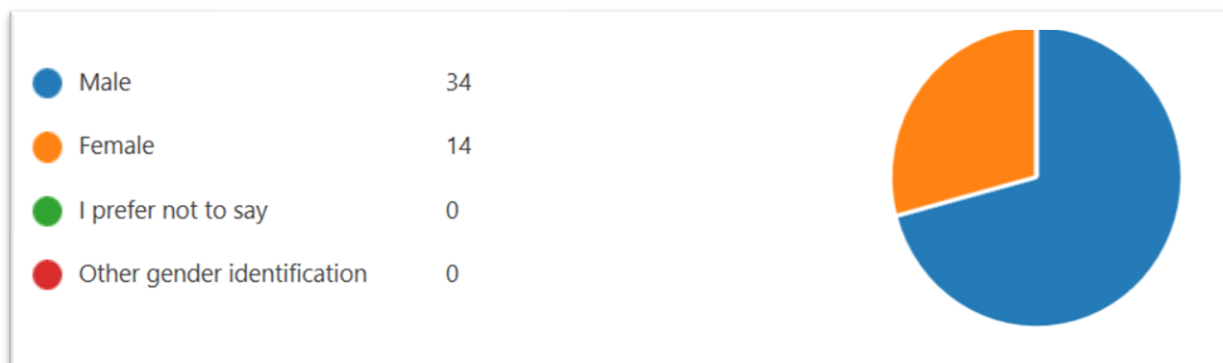 Male 34
Female 14
I prefer not to say 0
Other gender identification 0